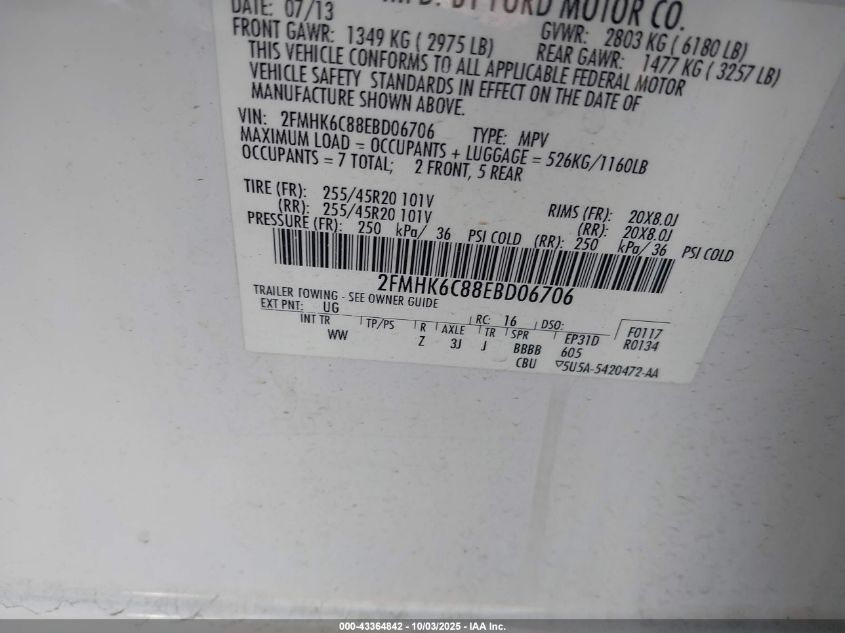 DATE: 07/13 MFD. BY FORD MOTOR CO.
FRONT GAWR: 1349 KG ( 2975 LB) GVWR: 2803 KG ( 6180 LB)
REAR GAWR: 1477 KG ( 3257 LB)
THIS VEHICLE CONFORMS TO ALL APPLICABLE FEDERAL MOTOR
VEHICLE SAFETY STANDARDS IN EFFECT ON THE DATE OF
MANUFACTURE SHOWN ABOVE.
VIN: 2FMHK6C88EBD06706 TYPE: MPV
MAXIMUM LOAD = OCCUPANTS + LUGGAGE = 526KG/1160LB
OCCUPANTS = 7 TOTAL; 2 FRONT, 5 REAR
TIRE (FR): 255/45R20 101V RIMS (FR): 20X8.0J
(RR): 255/45R20 101V (RR): 20X8.0J
PRESSURE (FR): 250 kPa/ 36 PSI COLD (RR): 250 kPa/ 36 PSI COLD
2FMHK6C88EBD06706
TRAILER TOWING - SEE OWNER GUIDE
EXT PNT: UG RC: 16 DSO: F0117
INT TR TP/PS R AXLE TR SPR EP31D R0134
WW Z 3J J BBBB 605
CBU ▽5U5A-5420472-AA
000-43364842 - 10/03/2025 - IAA Inc.